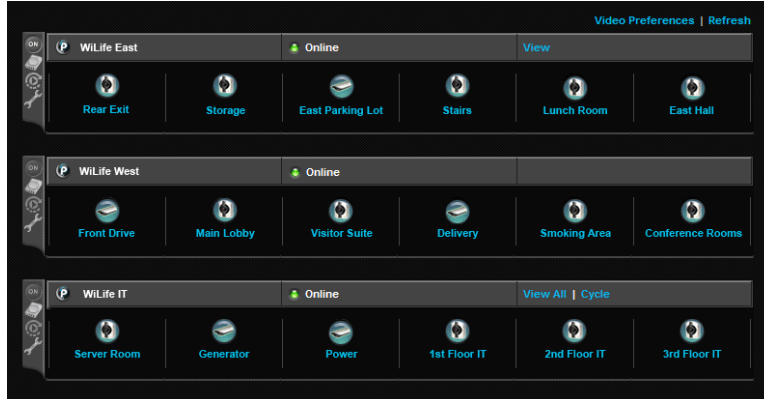 Video Preferences | Refresh
ON P WiLife East Online View
Rear Exit Storage East Parking Lot Stairs Lunch Room East Hall
ON P WiLife West Online
Front Drive Main Lobby Visitor Suite Delivery Smoking Area Conference Rooms
ON P WiLife IT Online View All | Cycle
Server Room Generator Power 1st Floor IT 2nd Floor IT 3rd Floor IT